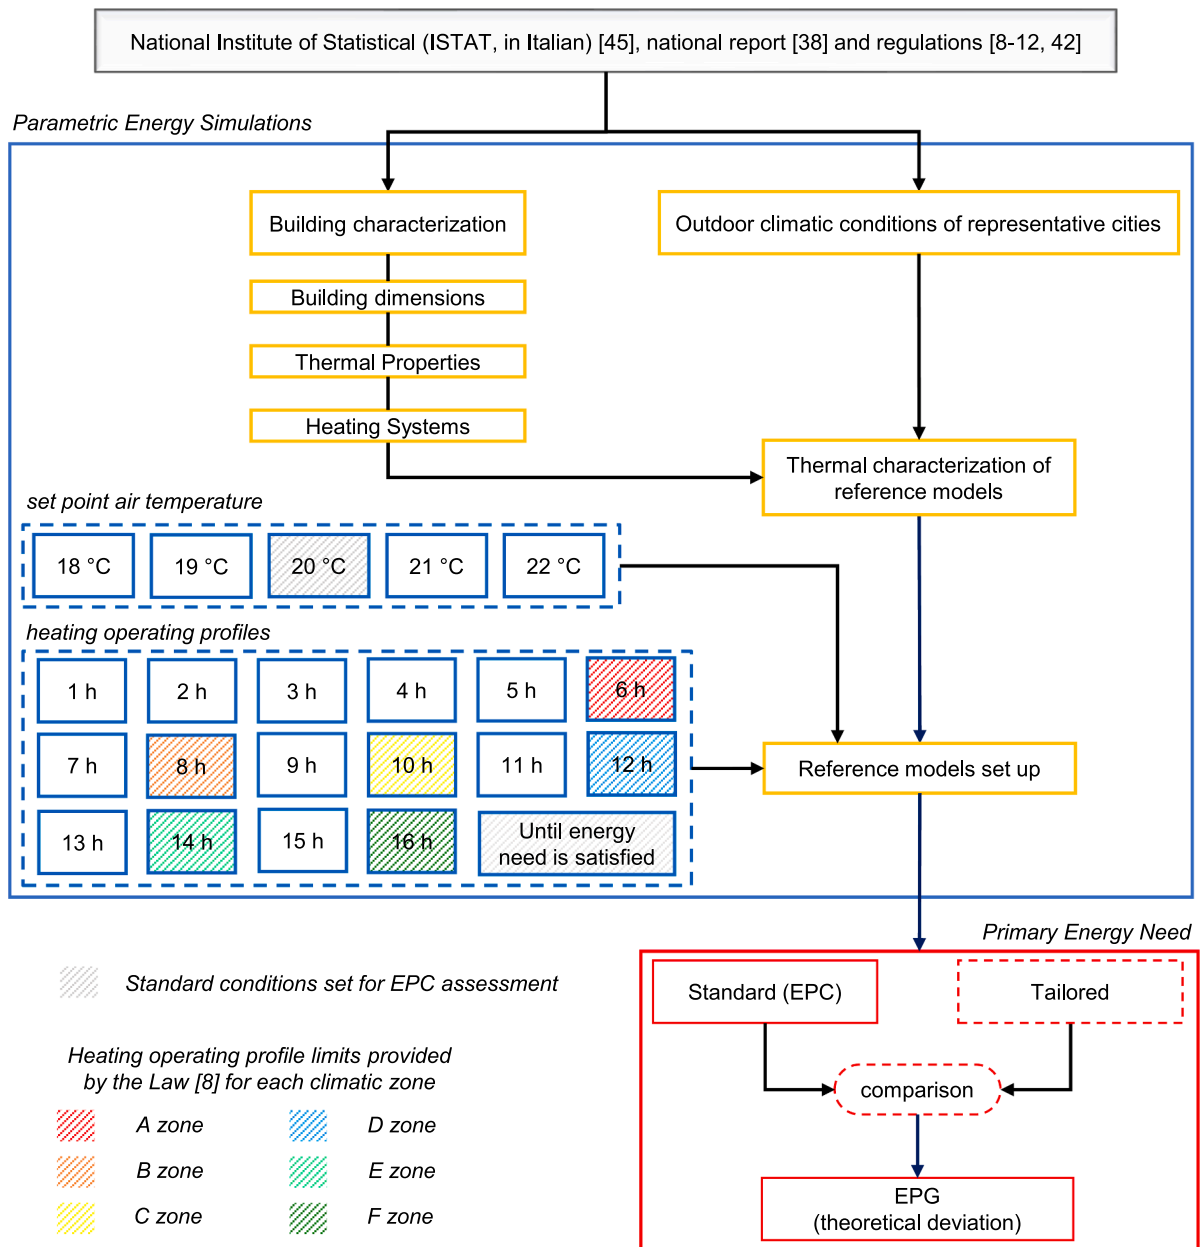 National Institute of Statistical (ISTAT, in Italian) [45], national report [38] and regulations [8-12, 42]
Parametric Energy Simulations
Building characterization
Outdoor climatic conditions of representative cities
Building dimensions
Thermal Properties
Heating Systems
Thermal characterization of
reference models
set point air temperature
18 °C
19 °C
20 °C
21 °C
22 °C
heating operating profiles
1 h
2 h
3 h
4 h
5 h
6 h
7 h
8 h
9 h
10 h
11 h
12 h
13 h
14 h
15 h
16 h
Until energy
need is satisfied
Reference models set up
Primary Energy Need
Standard (EPC)
Tailored
comparison
EPG
(theoretical deviation)
Standard conditions set for EPC assessment
Heating operating profile limits provided
by the Law [8] for each climatic zone
A zone
D zone
B zone
E zone
C zone
F zone